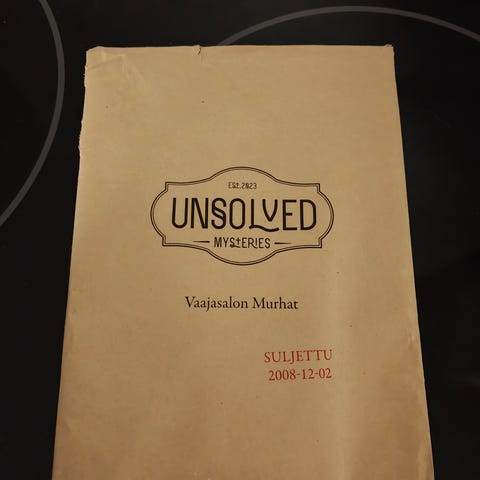 EST. 2023
UNSOLVED
MYSTERIES
Vaajasalon Murhat
SULJETTU
2008-12-02